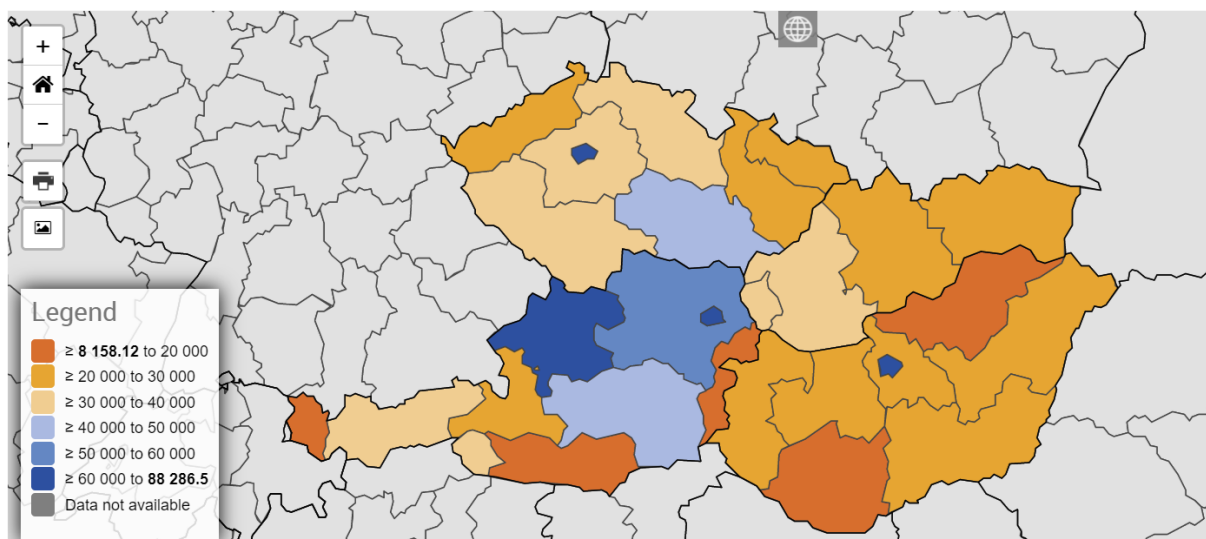 +
−
Legend
≥ 8 158.12 to 20 000
≥ 20 000 to 30 000
≥ 30 000 to 40 000
≥ 40 000 to 50 000
≥ 50 000 to 60 000
≥ 60 000 to 88 286.5
Data not available